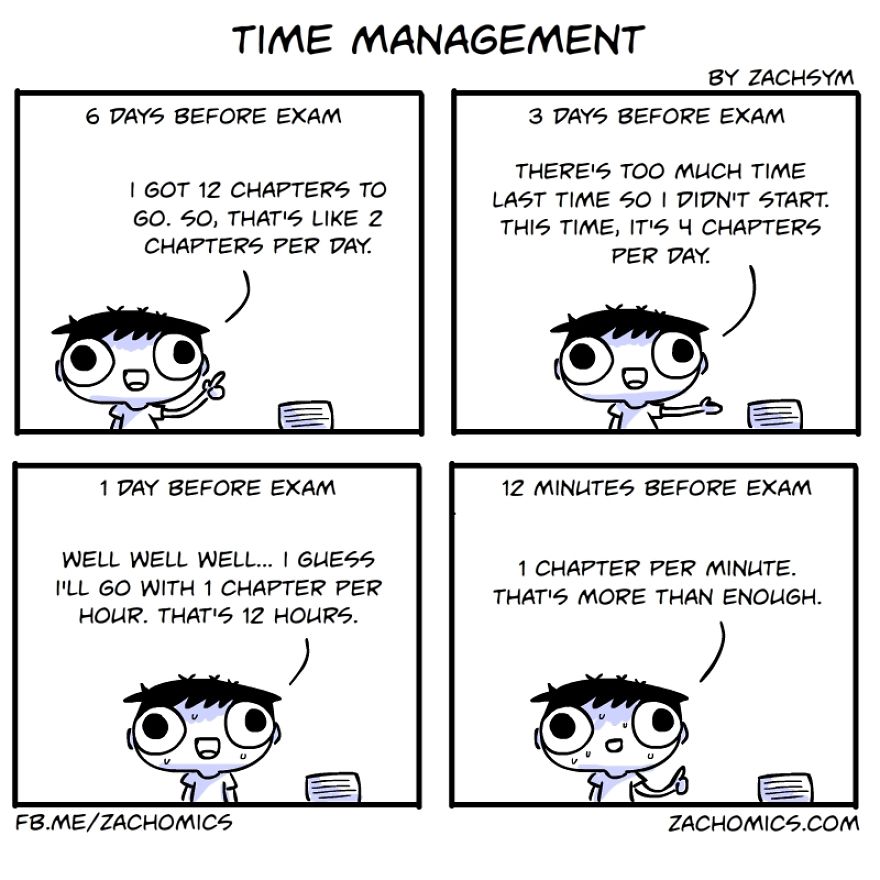 TIME MANAGEMENT
BY ZACHSYM
6 DAYS BEFORE EXAM
I GOT 12 CHAPTERS TO
GO. SO, THAT'S LIKE 2
CHAPTERS PER DAY.
3 DAYS BEFORE EXAM
THERE'S TOO MUCH TIME
LAST TIME SO I DIDN'T START.
THIS TIME, IT'S 4 CHAPTERS
PER DAY.
1 DAY BEFORE EXAM
WELL WELL WELL... I GUESS
I'LL GO WITH 1 CHAPTER PER
HOUR. THAT'S 12 HOURS.
12 MINUTES BEFORE EXAM
1 CHAPTER PER MINUTE.
THAT'S MORE THAN ENOUGH.
FB.ME/ZACHOMICS
ZACHOMICS.COM